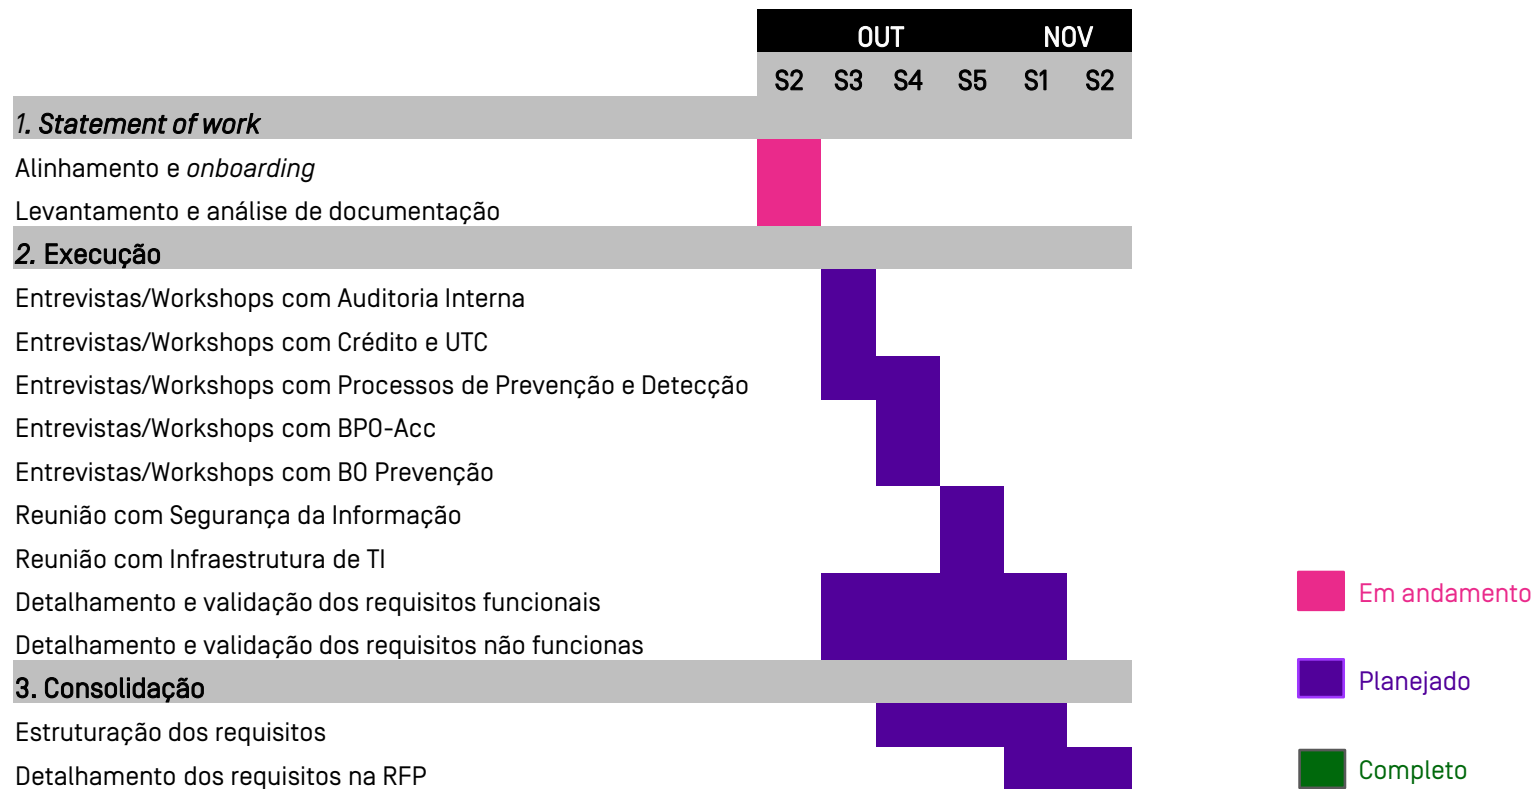 OUT NOV
S2 S3 S4 S5 S1 S2
1. Statement of work
Alinhamento e onboarding
Levantamento e análise de documentação
2. Execução
Entrevistas/Workshops com Auditoria Interna
Entrevistas/Workshops com Crédito e UTC
Entrevistas/Workshops com Processos de Prevenção e Detecção
Entrevistas/Workshops com BPO-Acc
Entrevistas/Workshops com BO Prevenção
Reunião com Segurança da Informação
Reunião com Infraestrutura de TI
Detalhamento e validação dos requisitos funcionais
Detalhamento e validação dos requisitos não funcionas
3. Consolidação
Estruturação dos requisitos
Detalhamento dos requisitos na RFP
Em andamento
Planejado
Completo